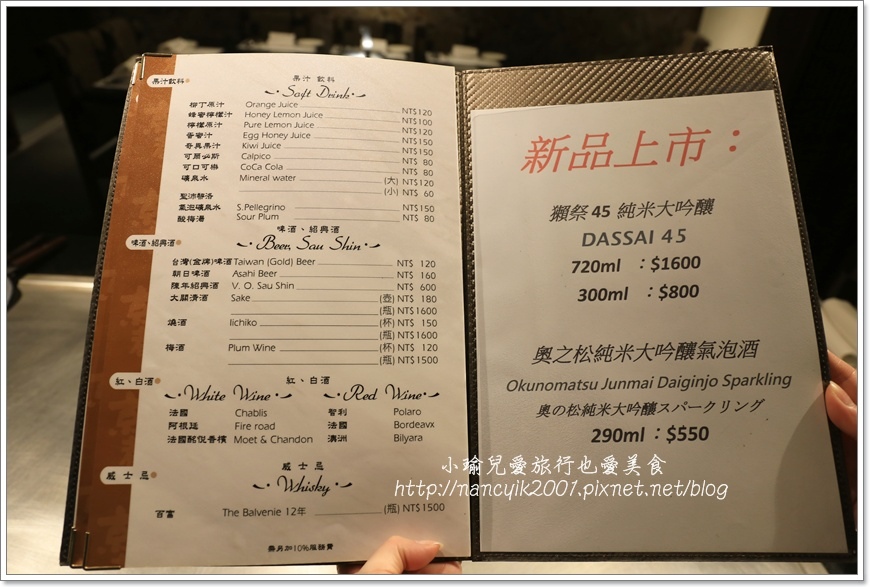 果汁飲料
果汁 飲料
Soft Drink
柳丁原汁 Orange Juice NT$120
蜂蜜檸檬汁 Honey Lemon Juice NT$100
檸檬原汁 Pure Lemon Juice NT$120
蛋蜜汁 Egg Honey Juice NT$150
奇異果汁 Kiwi Juice NT$150
可爾必斯 Calpico NT$ 80
可口可樂 CoCa Cola NT$ 80
礦泉水 Mineral water (大) NT$120
(小) NT$ 60
聖沛黎洛
氣泡礦泉水 S.Pellegrino NT$150
酸梅湯 Sour Plum NT$ 80
啤酒、紹興酒
啤酒、紹興酒
Beer, Sau Shin
台灣(金牌)啤酒 Taiwan (Gold) Beer NT$ 120
朝日啤酒 Asahi Beer NT$ 160
陳年紹興酒 V. O. Sau Shin NT$ 600
大關清酒 Sake (壺) NT$ 180
(瓶) NT$1600
燒酒 Iichiko (杯) NT$ 150
(瓶) NT$1600
梅酒 Plum Wine (杯) NT$ 120
(瓶) NT$1500
紅、白酒
紅、白酒
White Wine Red Wine
法國 Chablis 智利 Polaro
阿根廷 Fire road 法國 Bordeavx
法國酩悅香檳 Moet & Chandon 澳洲 Bilyara
威士忌
威士忌
Whisky
百富 The Balvenie 12年 (瓶) NT$1500
需另加10%服務費
新品上市：
獺祭 45 純米大吟釀
DASSAI 45
720ml ：$1600
300ml ：$800
奧之松純米大吟釀氣泡酒
Okunomatsu Junmai Daiginjo Sparkling
奥の松純米大吟醸スパークリング
290ml：$550
小瑜兒愛旅行也愛美食
http://nancyik2001.pixnet.net/blog